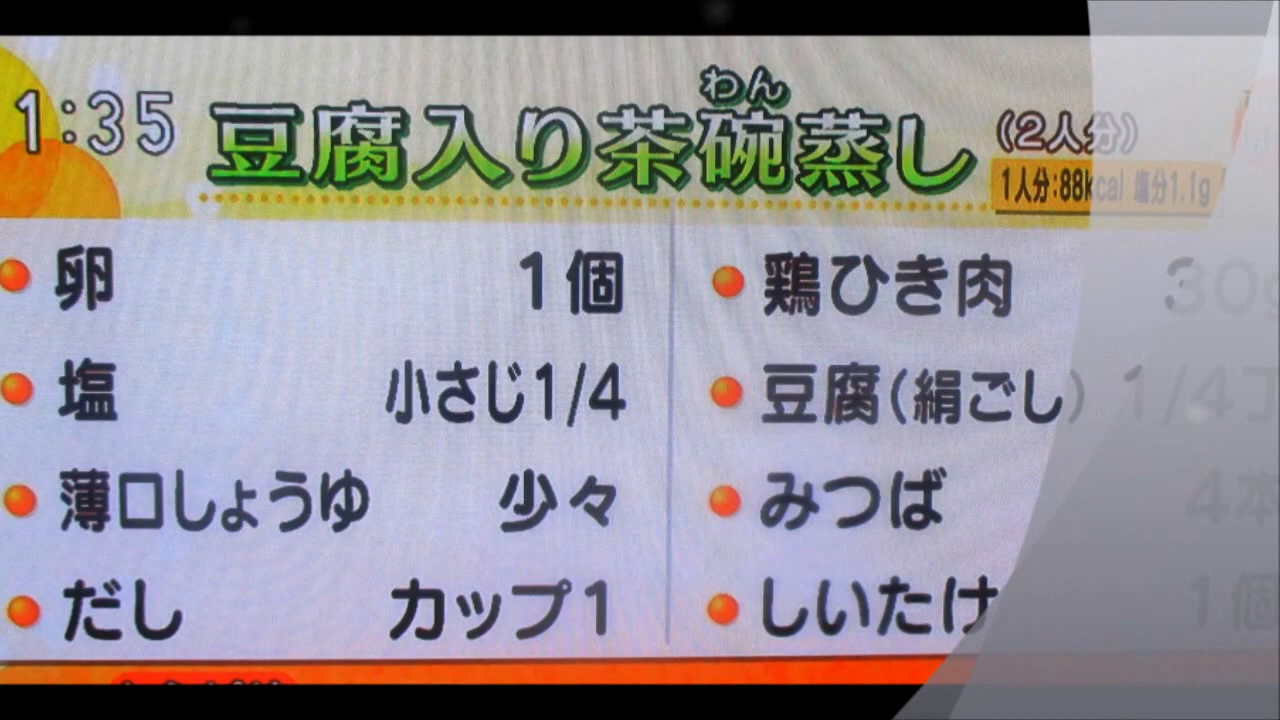 1:35
わん
豆腐入り茶碗蒸し (2人分)
1人分:88kcal 塩分1.1g
卵 1個
塩 小さじ1/4
薄口しょうゆ 少々
だし カップ1
鶏ひき肉 30g
豆腐(絹ごし) 1/4丁
みつば 4本
しいたけ 1個